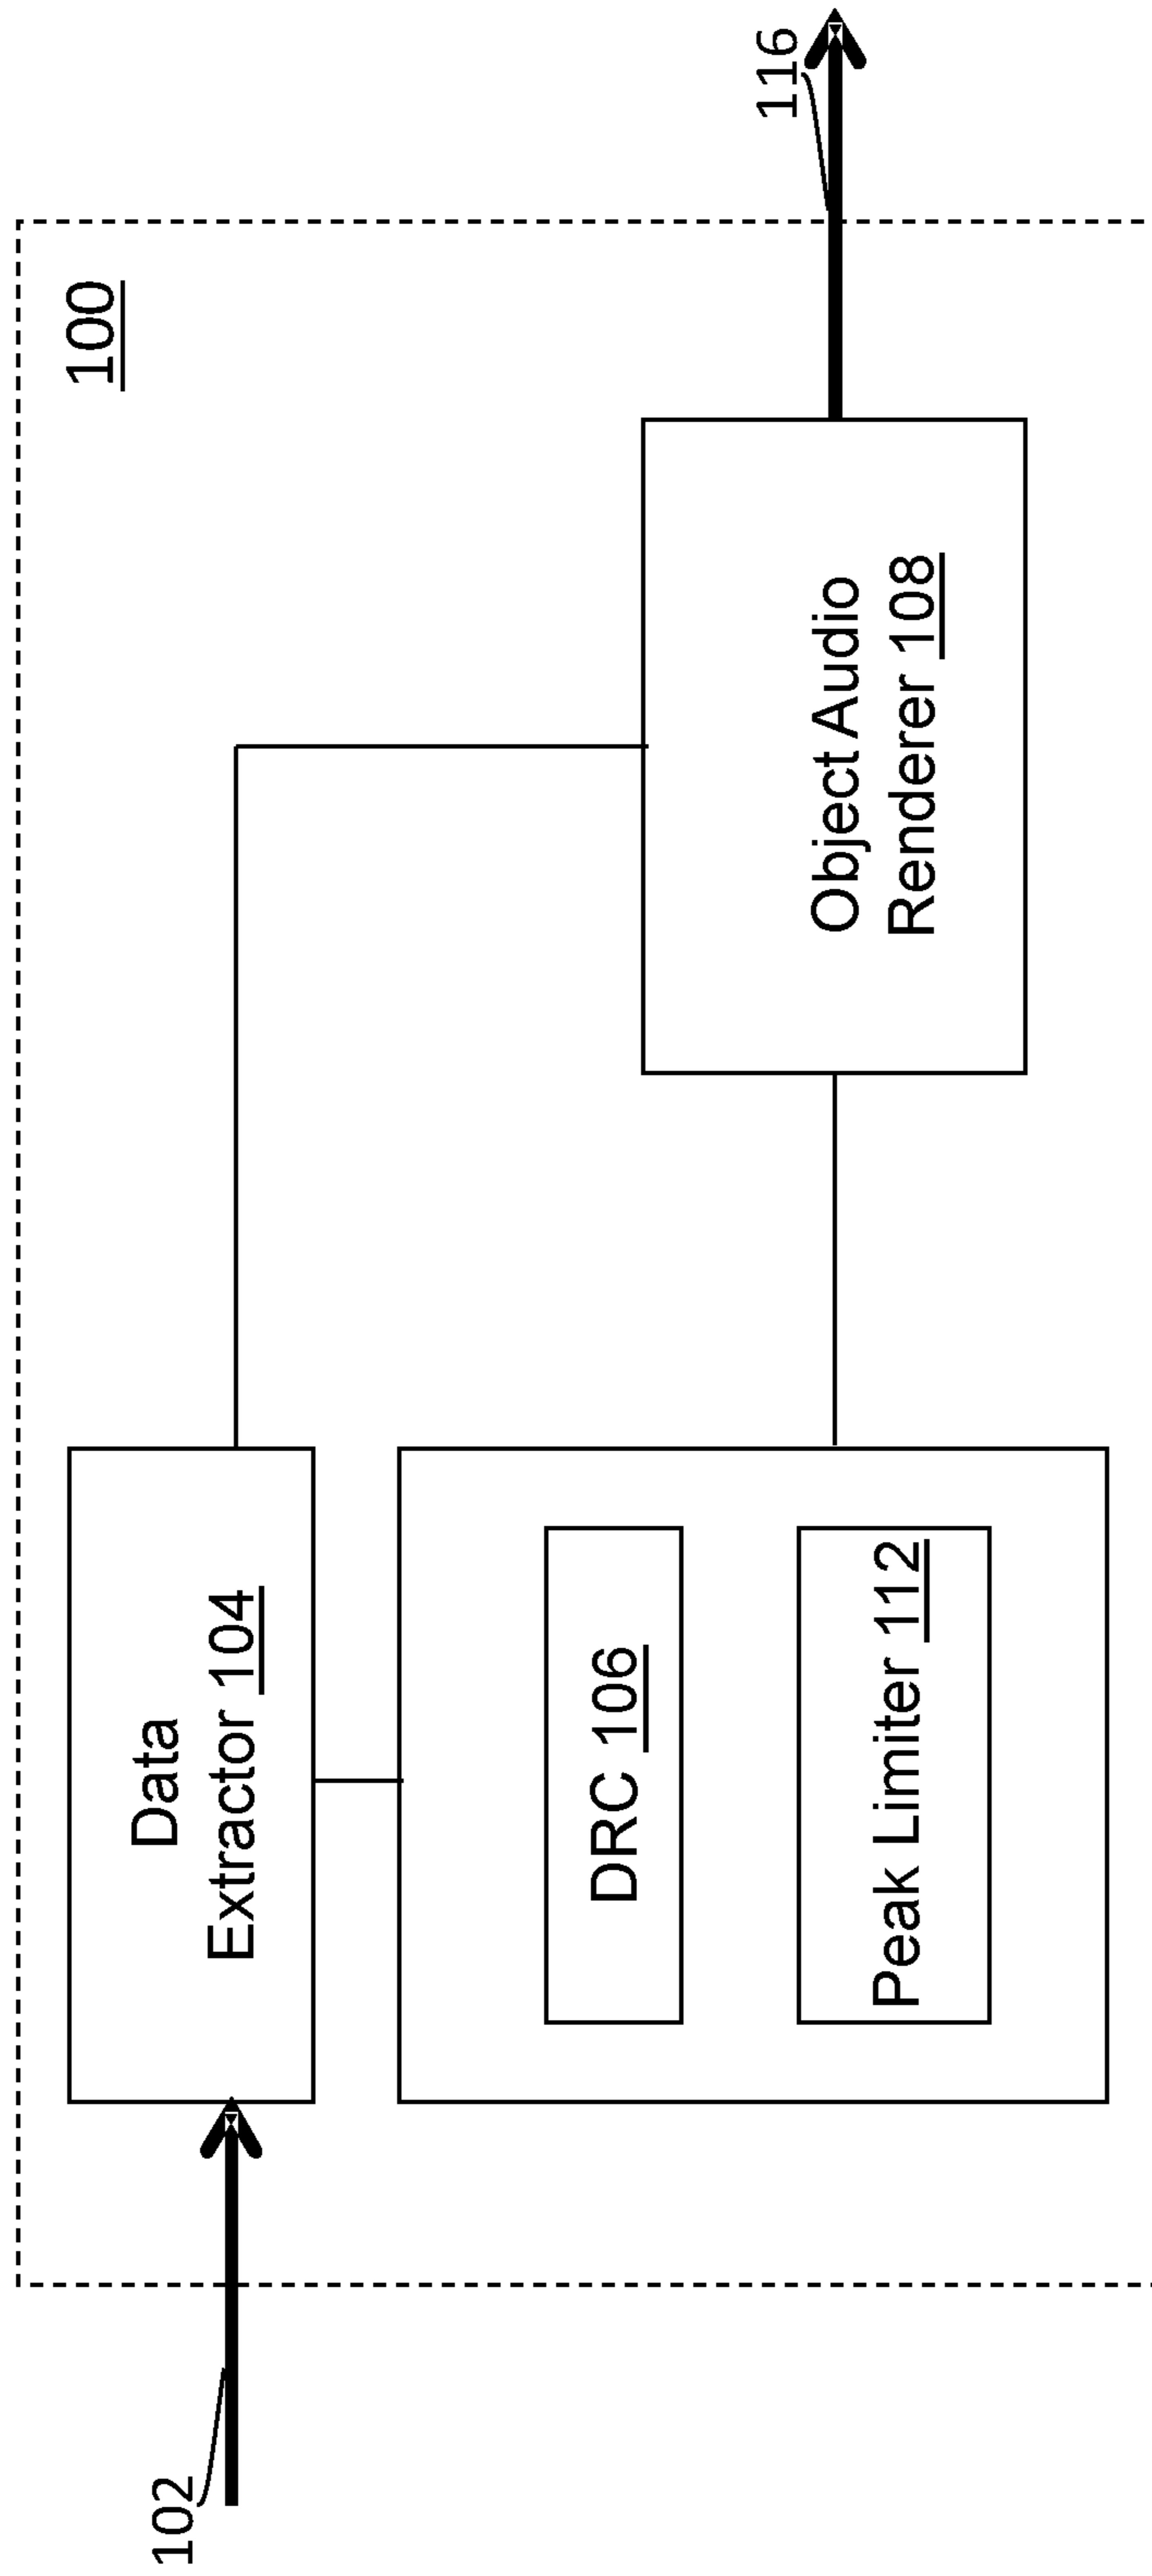 100
102
Data
Extractor 104
DRC 106
Peak Limiter 112
Object Audio
Renderer 108
116